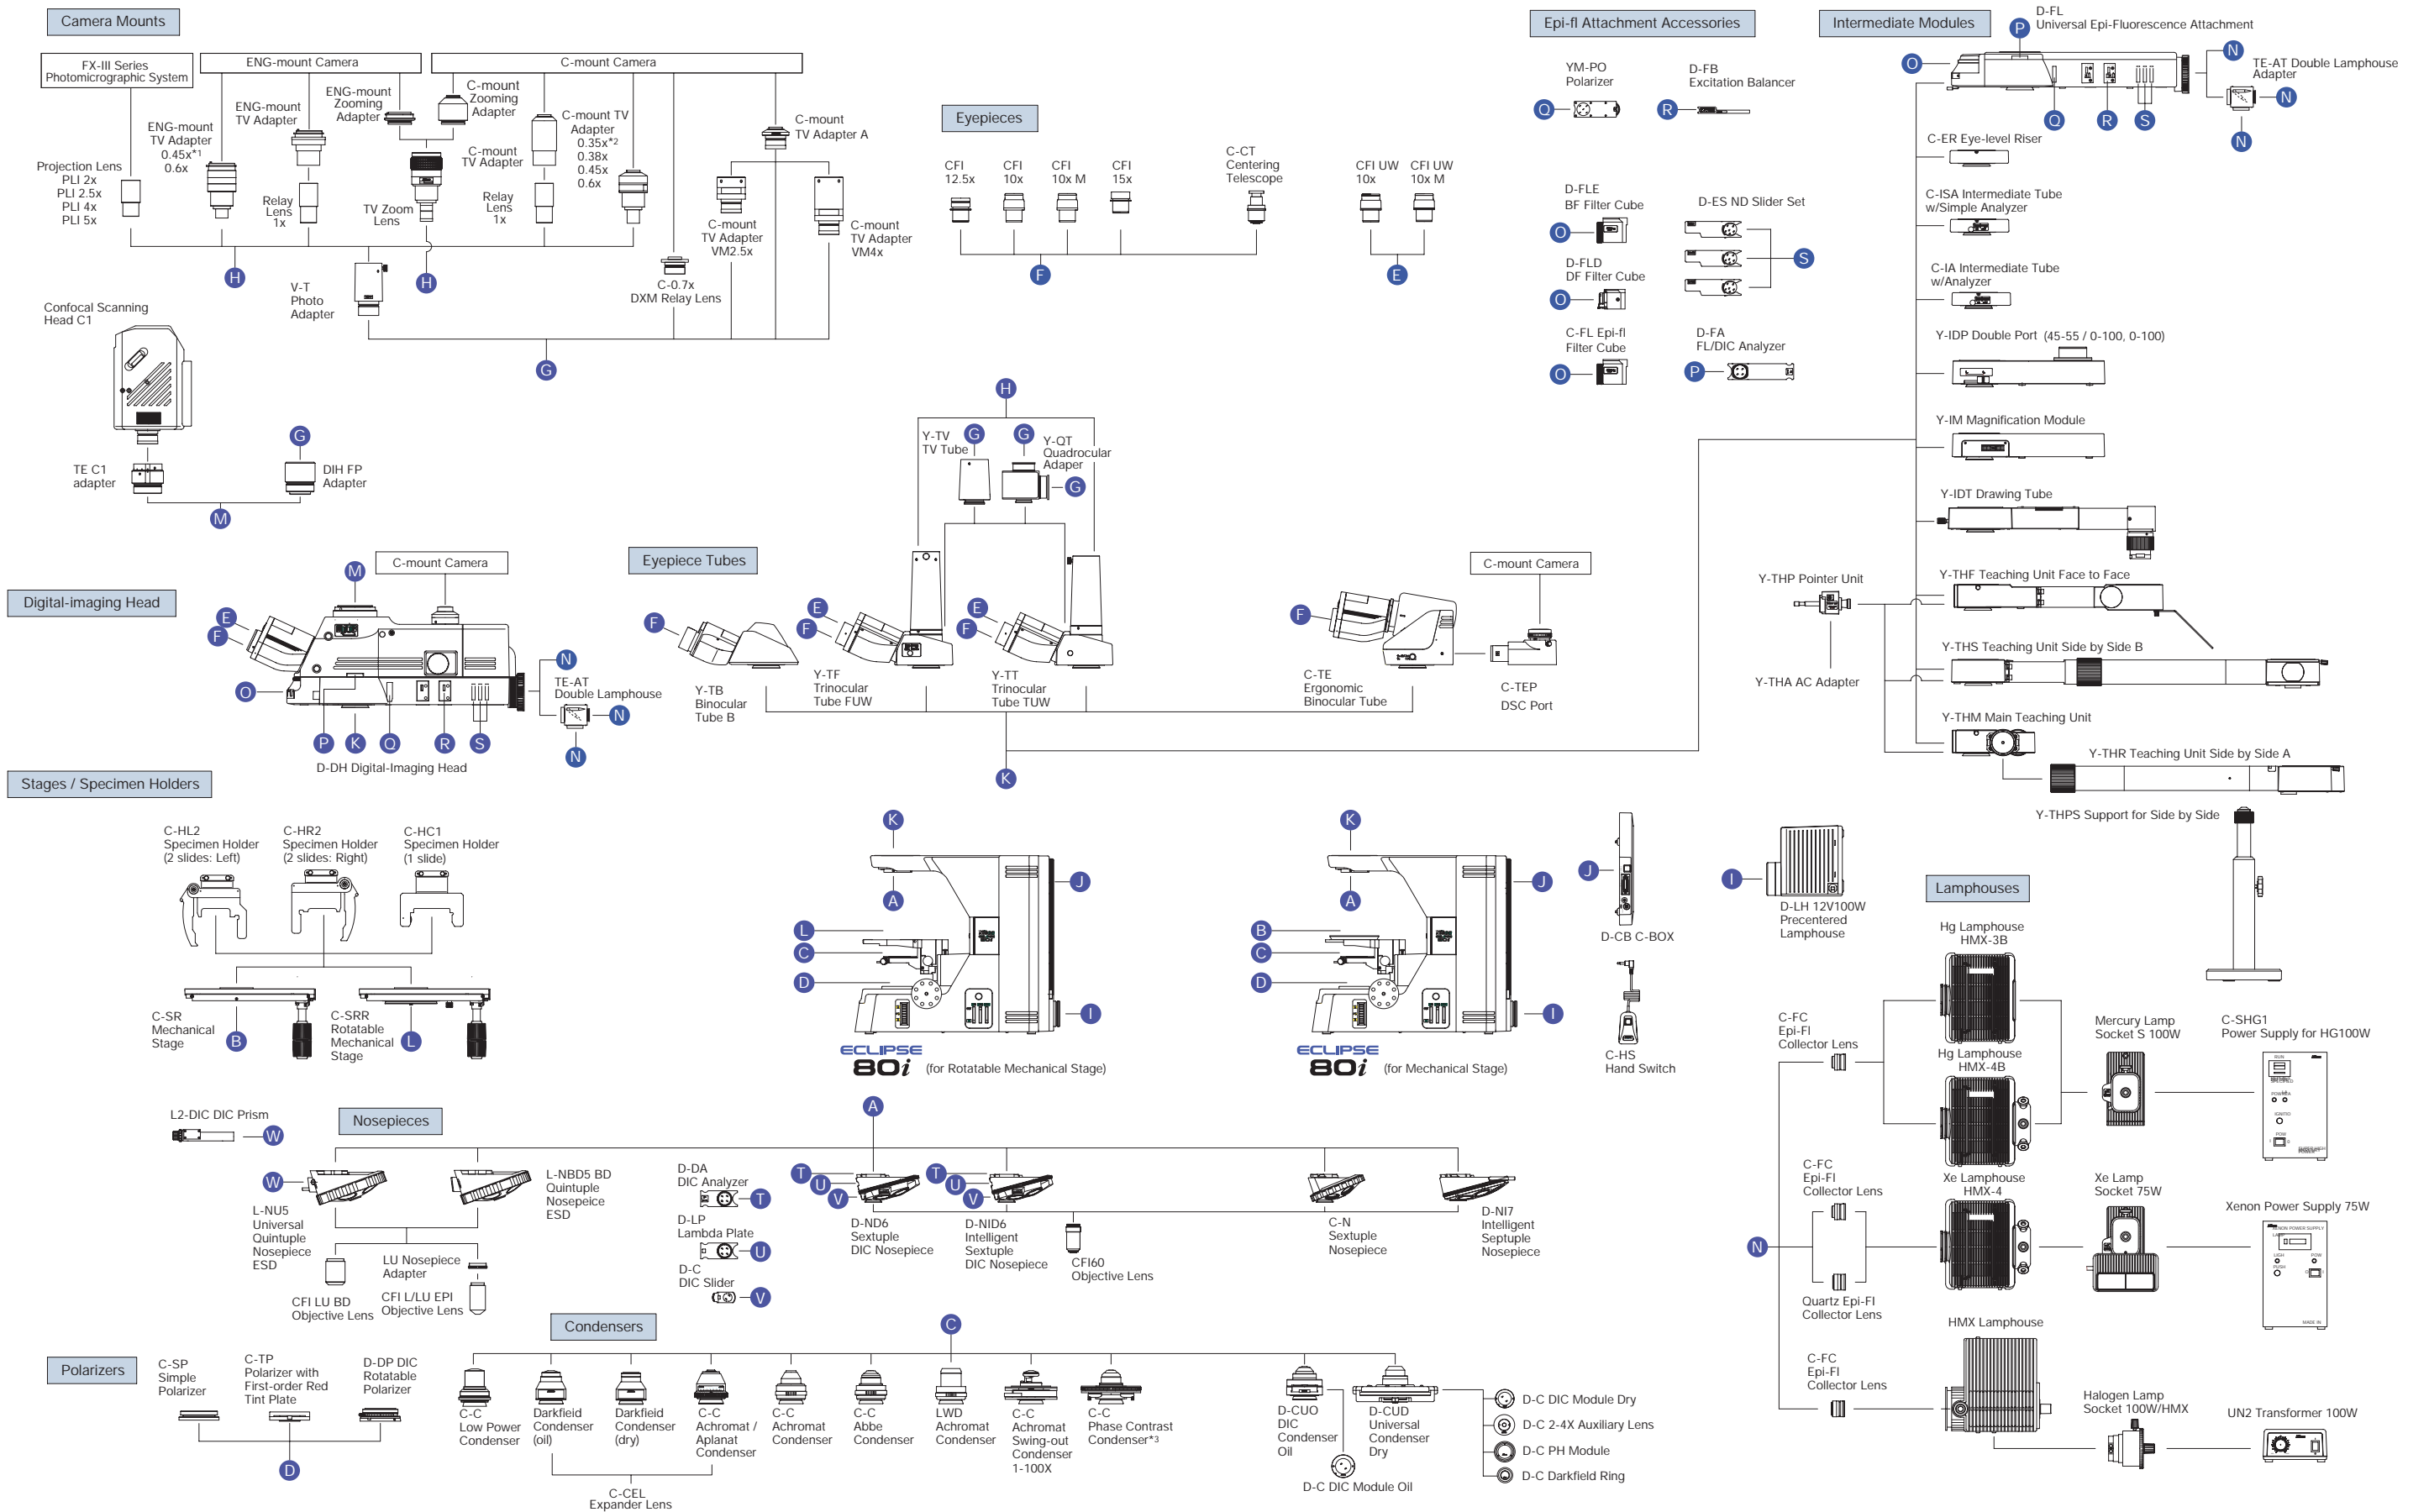 Camera Mounts
FX-III Series
Photomicrographic System
ENG-mount Camera
C-mount Camera
Projection Lens
PLI 2x
PLI 2.5x
PLI 4x
PLI 5x
ENG-mount
TV Adapter
0.45x*1
0.6x
ENG-mount
TV Adapter
Relay
Lens
1x
ENG-mount
Zooming
Adapter
C-mount
Zooming
Adapter
TV Zoom
Lens
C-mount
TV Adapter
Relay
Lens
1x
C-mount TV
Adapter
0.35x*2
0.38x
0.45x
0.6x
C-mount
TV Adapter A
C-mount
TV Adapter
VM2.5x
C-mount
TV Adapter
VM4x
C-0.7x
DXM Relay Lens
V-T
Photo
Adapter
H
H
G
Confocal Scanning
Head C1
TE C1
adapter
G
DIH FP
Adapter
M
Eyepieces
CFI
12.5x
CFI
10x
CFI
10x M
CFI
15x
C-CT
Centering
Telescope
CFI UW
10x
CFI UW
10x M
F
E
Epi-fl Attachment Accessories
YM-PO
Polarizer
Q
D-FB
Excitation Balancer
R
D-FLE
BF Filter Cube
O
D-ES ND Slider Set
S
D-FLD
DF Filter Cube
O
C-FL Epi-fl
Filter Cube
O
D-FA
FL/DIC Analyzer
P
Intermediate Modules
D-FL
Universal Epi-Fluorescence Attachment
P
O
N
TE-AT Double Lamphouse
Adapter
N
N
Q
R
S
C-ER Eye-level Riser
C-ISA Intermediate Tube
w/Simple Analyzer
C-IA Intermediate Tube
w/Analyzer
Y-IDP Double Port (45-55 / 0-100, 0-100)
Y-IM Magnification Module
Y-IDT Drawing Tube
Y-THP Pointer Unit
Y-THF Teaching Unit Face to Face
Y-THS Teaching Unit Side by Side B
Y-THA AC Adapter
Y-THM Main Teaching Unit
Y-THR Teaching Unit Side by Side A
Y-THPS Support for Side by Side
Digital-imaging Head
M
C-mount Camera
E
F
O
N
TE-AT
Double Lamphouse
N
N
P
K
Q
R
S
D-DH Digital-Imaging Head
Eyepiece Tubes
H
Y-TV
TV Tube
G
G
Y-QT
Quadrocular
Adaper
G
F
Y-TB
Binocular
Tube B
E
F
Y-TF
Trinocular
Tube FUW
E
F
Y-TT
Trinocular
Tube TUW
F
C-TE
Ergonomic
Binocular Tube
C-mount Camera
C-TEP
DSC Port
K
Stages / Specimen Holders
C-HL2
Specimen Holder
(2 slides: Left)
C-HR2
Specimen Holder
(2 slides: Right)
C-HC1
Specimen Holder
(1 slide)
C-SR
Mechanical
Stage
B
C-SRR
Rotatable
Mechanical
Stage
L
K
A
J
L
C
D
I
ECLIPSE
80i (for Rotatable Mechanical Stage)
K
A
J
B
C
D
I
ECLIPSE
80i (for Mechanical Stage)
J
D-CB C-BOX
C-HS
Hand Switch
I
D-LH 12V100W
Precentered
Lamphouse
Lamphouses
Hg Lamphouse
HMX-3B
C-FC
Epi-Fl
Collector Lens
Hg Lamphouse
HMX-4B
Mercury Lamp
Socket S 100W
C-SHG1
Power Supply for HG100W
C-FC
Epi-Fl
Collector Lens
Xe Lamphouse
HMX-4
Xe Lamp
Socket 75W
Xenon Power Supply 75W
XENON POWER SUPPLY
MADE IN
N
Quartz Epi-Fl
Collector Lens
HMX Lamphouse
C-FC
Epi-Fl
Collector Lens
Halogen Lamp
Socket 100W/HMX
UN2 Transformer 100W
L2-DIC DIC Prism
W
Nosepieces
A
W
L-NU5
Universal
Quintuple
Nosepiece
ESD
L-NBD5 BD
Quintuple
Nosepeice
ESD
CFI LU BD
Objective Lens
LU Nosepiece
Adapter
CFI L/LU EPI
Objective Lens
D-DA
DIC Analyzer
T
D-LP
Lambda Plate
U
D-C
DIC Slider
V
T
U
V
D-ND6
Sextuple
DIC Nosepiece
T
U
V
D-NID6
Intelligent
Sextuple
DIC Nosepiece
CFI60
Objective Lens
C-N
Sextuple
Nosepiece
D-NI7
Intelligent
Septuple
Nosepiece
Polarizers
C-SP
Simple
Polarizer
C-TP
Polarizer with
First-order Red
Tint Plate
D-DP DIC
Rotatable
Polarizer
D
Condensers
C
C-C
Low Power
Condenser
Darkfieid
Condenser
(oil)
Darkfieid
Condenser
(dry)
C-C
Achromat /
Aplanat
Condenser
C-C
Achromat
Condenser
C-C
Abbe
Condenser
LWD
Achromat
Condenser
C-C
Achromat
Swing-out
Condenser
1-100X
C-C
Phase Contrast
Condenser*3
D-CUO
DIC
Condenser
Oil
D-CUD
Universal
Condenser
Dry
C-CEL
Expander Lens
D-C DIC Module Oil
D-C DIC Module Dry
D-C 2-4X Auxiliary Lens
D-C PH Module
D-C Darkfield Ring